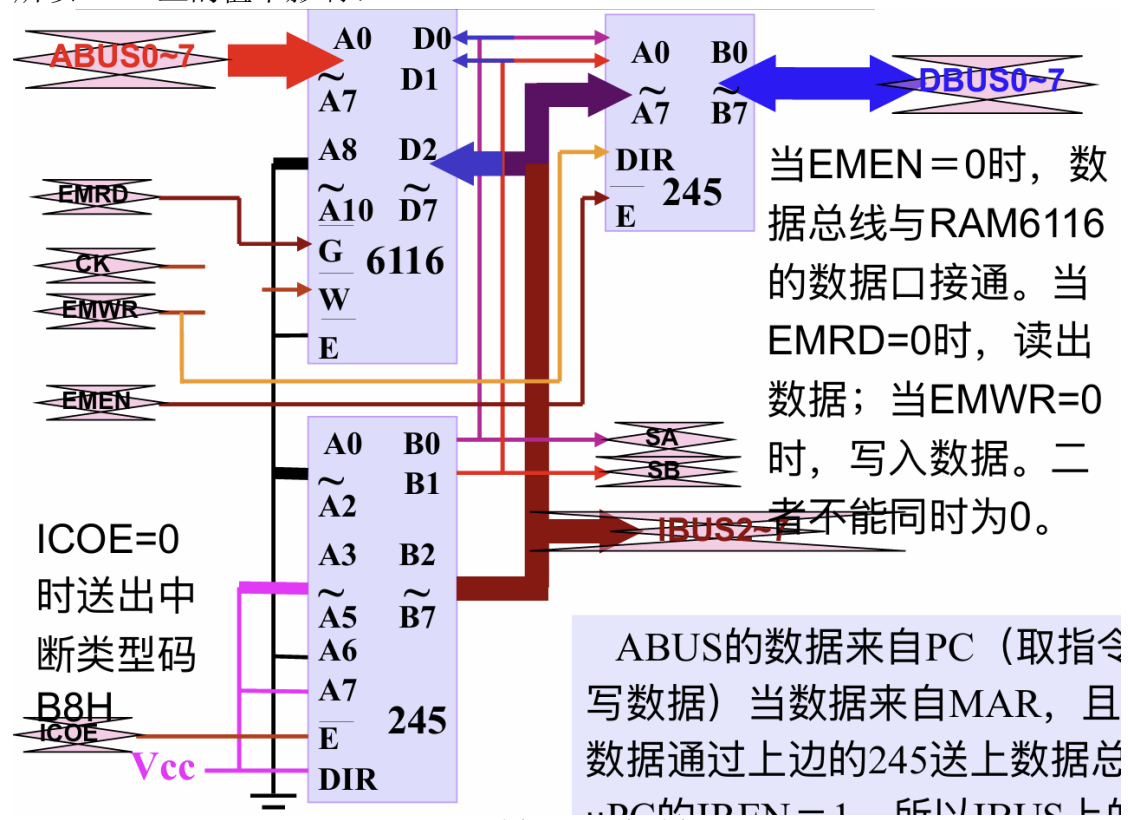 ABUS0~7
A0 D0
~ D1
A7
A8 D2
~ ~
A10 D7
G
6116
W
E
A0 B0
~ ~
A7 B7
DIR
245
E
DBUS0~7
EMRD
CK
EMWR
EMEN
当EMEN＝0时，数
据总线与RAM6116
的数据口接通。当
EMRD=0时，读出
数据；当EMWR=0
时，写入数据。二
者不能同时为0。
A0 B0
~ B1
A2
A3 B2
~ ~
A5 B7
A6
A7
245
E
DIR
SA
SB
IBUS2~7
ICOE=0
时送出中
断类型码
B8H
ICOE
Vcc
ABUS的数据来自PC（取指令
写数据）当数据来自MAR，且
数据通过上边的245送上数据总